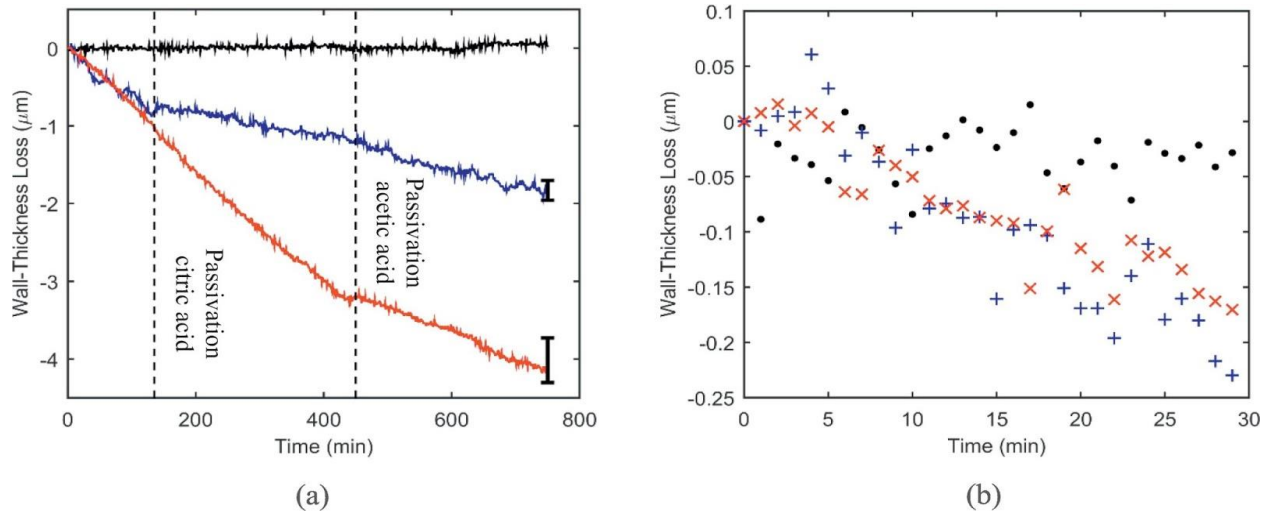 0
-1
-2
-3
-4
Wall-Thickness Loss (μm)
Passivation
citric acid
Passivation
acetic acid
0
200
400
600
800
Time (min)
(a)
0.1
0.05
0
-0.05
-0.1
-0.15
-0.2
-0.25
Wall-Thickness Loss (μm)
0
5
10
15
20
25
30
Time (min)
(b)